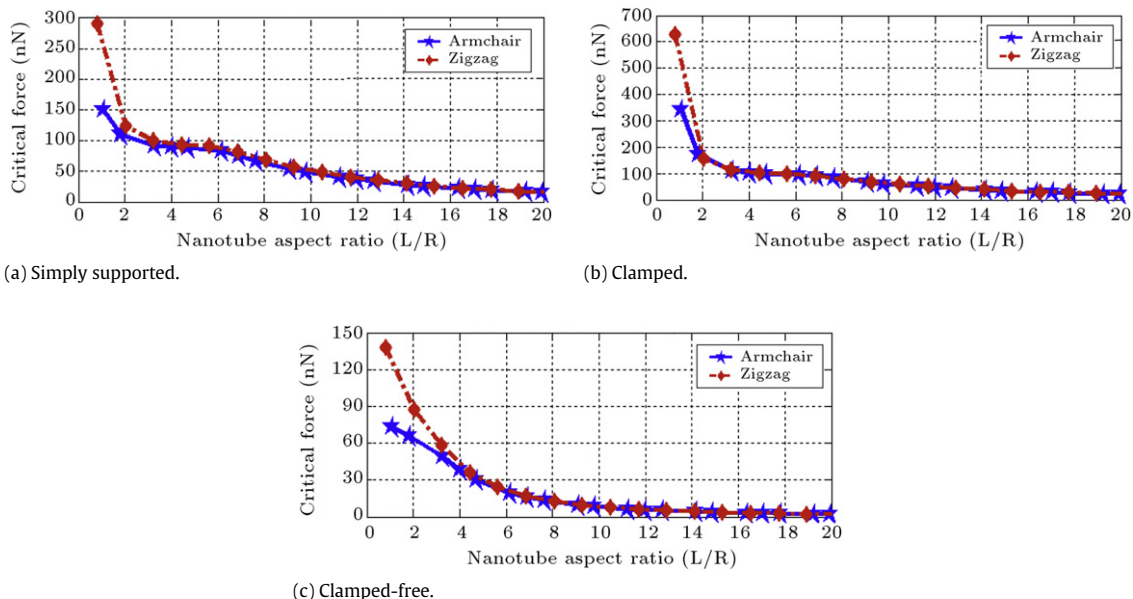 Critical force (nN)
300
250
200
150
100
50
0
0 2 4 6 8 10 12 14 16 18 20
Armchair
Zigzag
Nanotube aspect ratio (L/R)
(a) Simply supported.
Critical force (nN)
700
600
500
400
300
200
100
0
0 2 4 6 8 10 12 14 16 18 20
Armchair
Zigzag
Nanotube aspect ratio (L/R)
(b) Clamped.
Critical force (nN)
150
120
90
60
30
0
0 2 4 6 8 10 12 14 16 18 20
Armchair
Zigzag
Nanotube aspect ratio (L/R)
(c) Clamped-free.